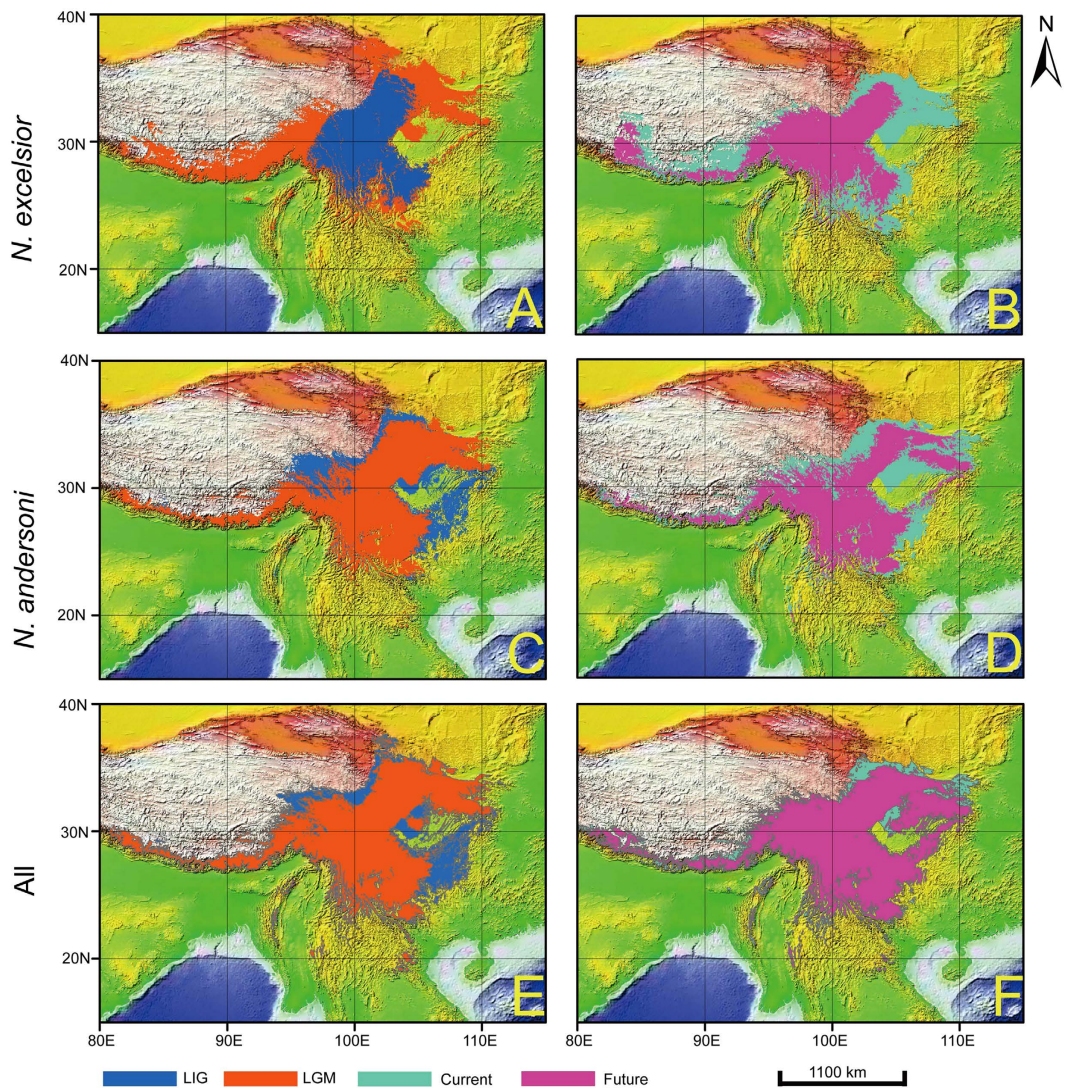 40N
N
30N
N. excelsior
20N
A
B
40N
30N
N. andersoni
20N
C
D
40N
30N
All
20N
E
F
80E 90E 100E 110E 80E 90E 100E 110E
LIG LGM Current Future 1100 km